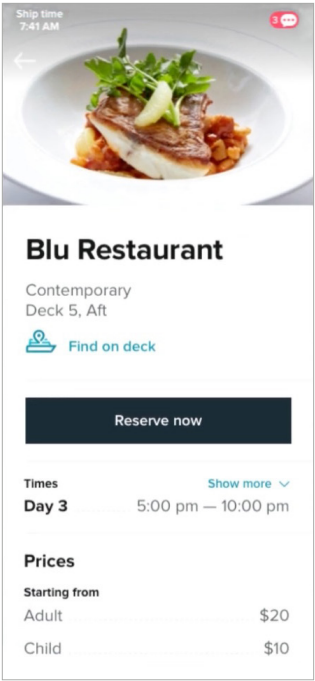 Ship time
7:41 AM
3
Blu Restaurant
Contemporary
Deck 5, Aft
Find on deck
Reserve now
Times Show more
Day 3 5:00 pm — 10:00 pm
Prices
Starting from
Adult $20
Child $10